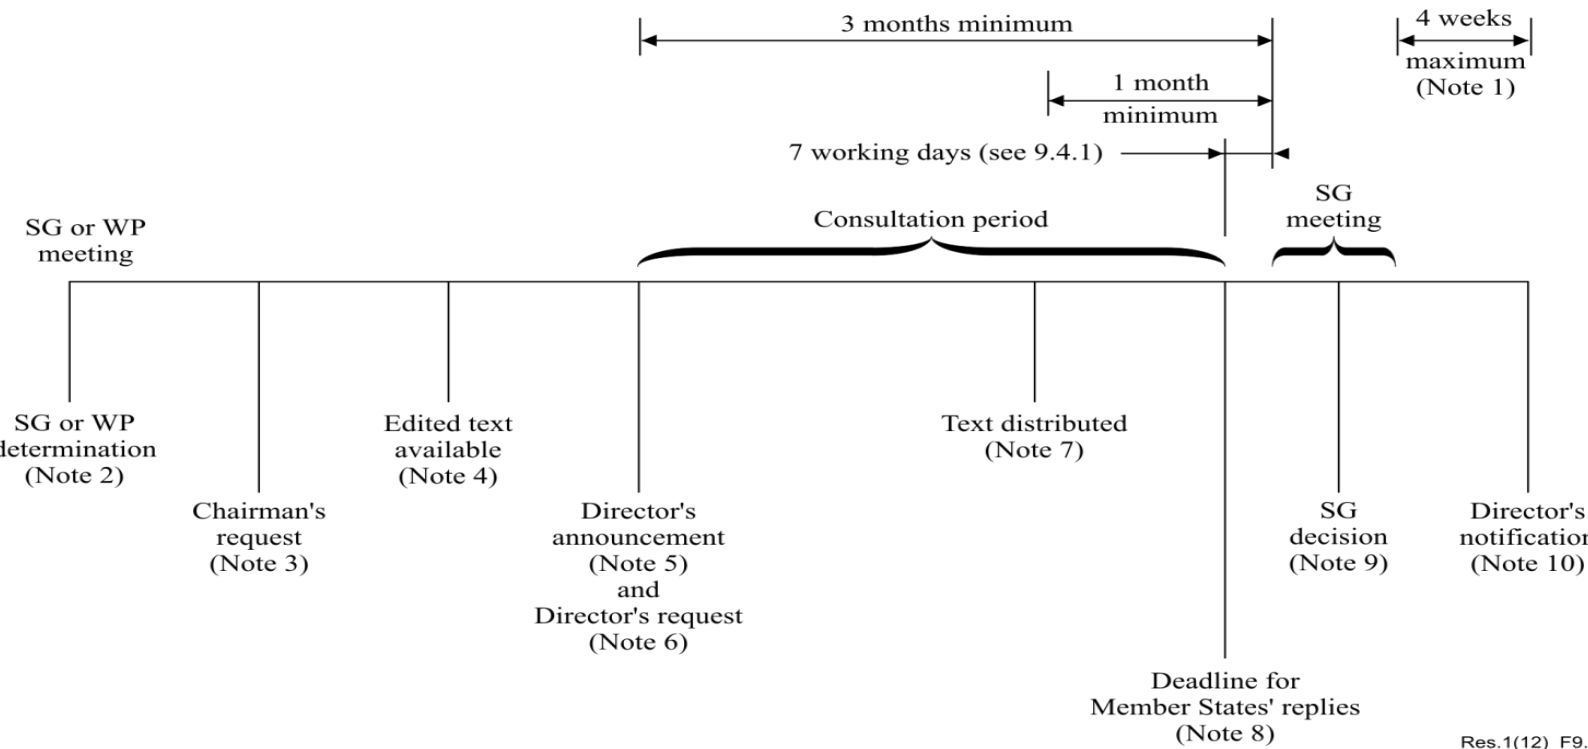 3 months minimum
4 weeks
maximum
(Note 1)
1 month
minimum
7 working days (see 9.4.1)
SG or WP
meeting
Consultation period
SG
meeting
SG or WP
determination
(Note 2)
Chairman's
request
(Note 3)
Edited text
available
(Note 4)
Director's
announcement
(Note 5)
and
Director's request
(Note 6)
Text distributed
(Note 7)
Deadline for
Member States' replies
(Note 8)
SG
decision
(Note 9)
Director's
notification
(Note 10)
Res.1(12)_F9.